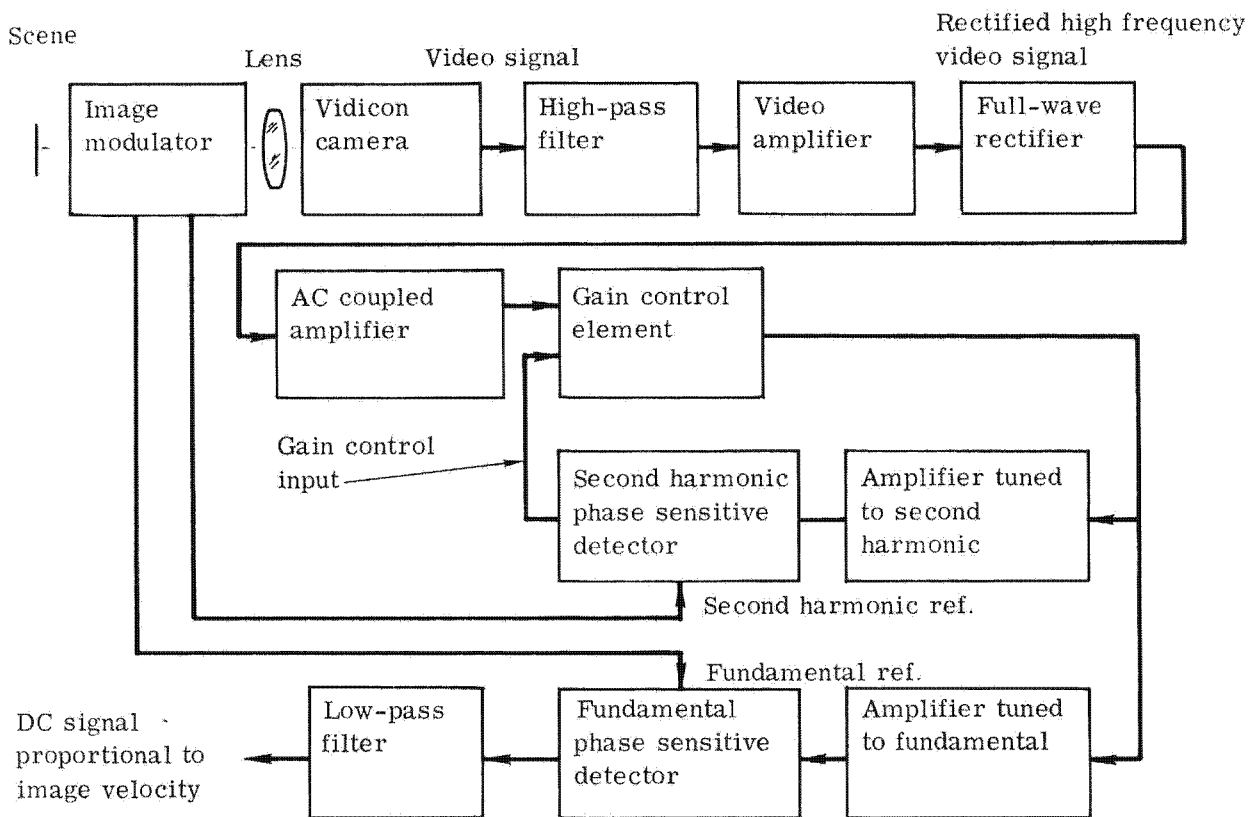 Scene
Lens
Video signal
Rectified high frequency
video signal
Image
modulator
Vidicon
camera
High-pass
filter
Video
amplifier
Full-wave
rectifier
AC coupled
amplifier
Gain control
element
Gain control
input
Second harmonic
phase sensitive
detector
Amplifier tuned
to second
harmonic
Second harmonic ref.
Fundamental ref.
DC signal
proportional to
image velocity
Low-pass
filter
Fundamental
phase sensitive
detector
Amplifier tuned
to fundamental